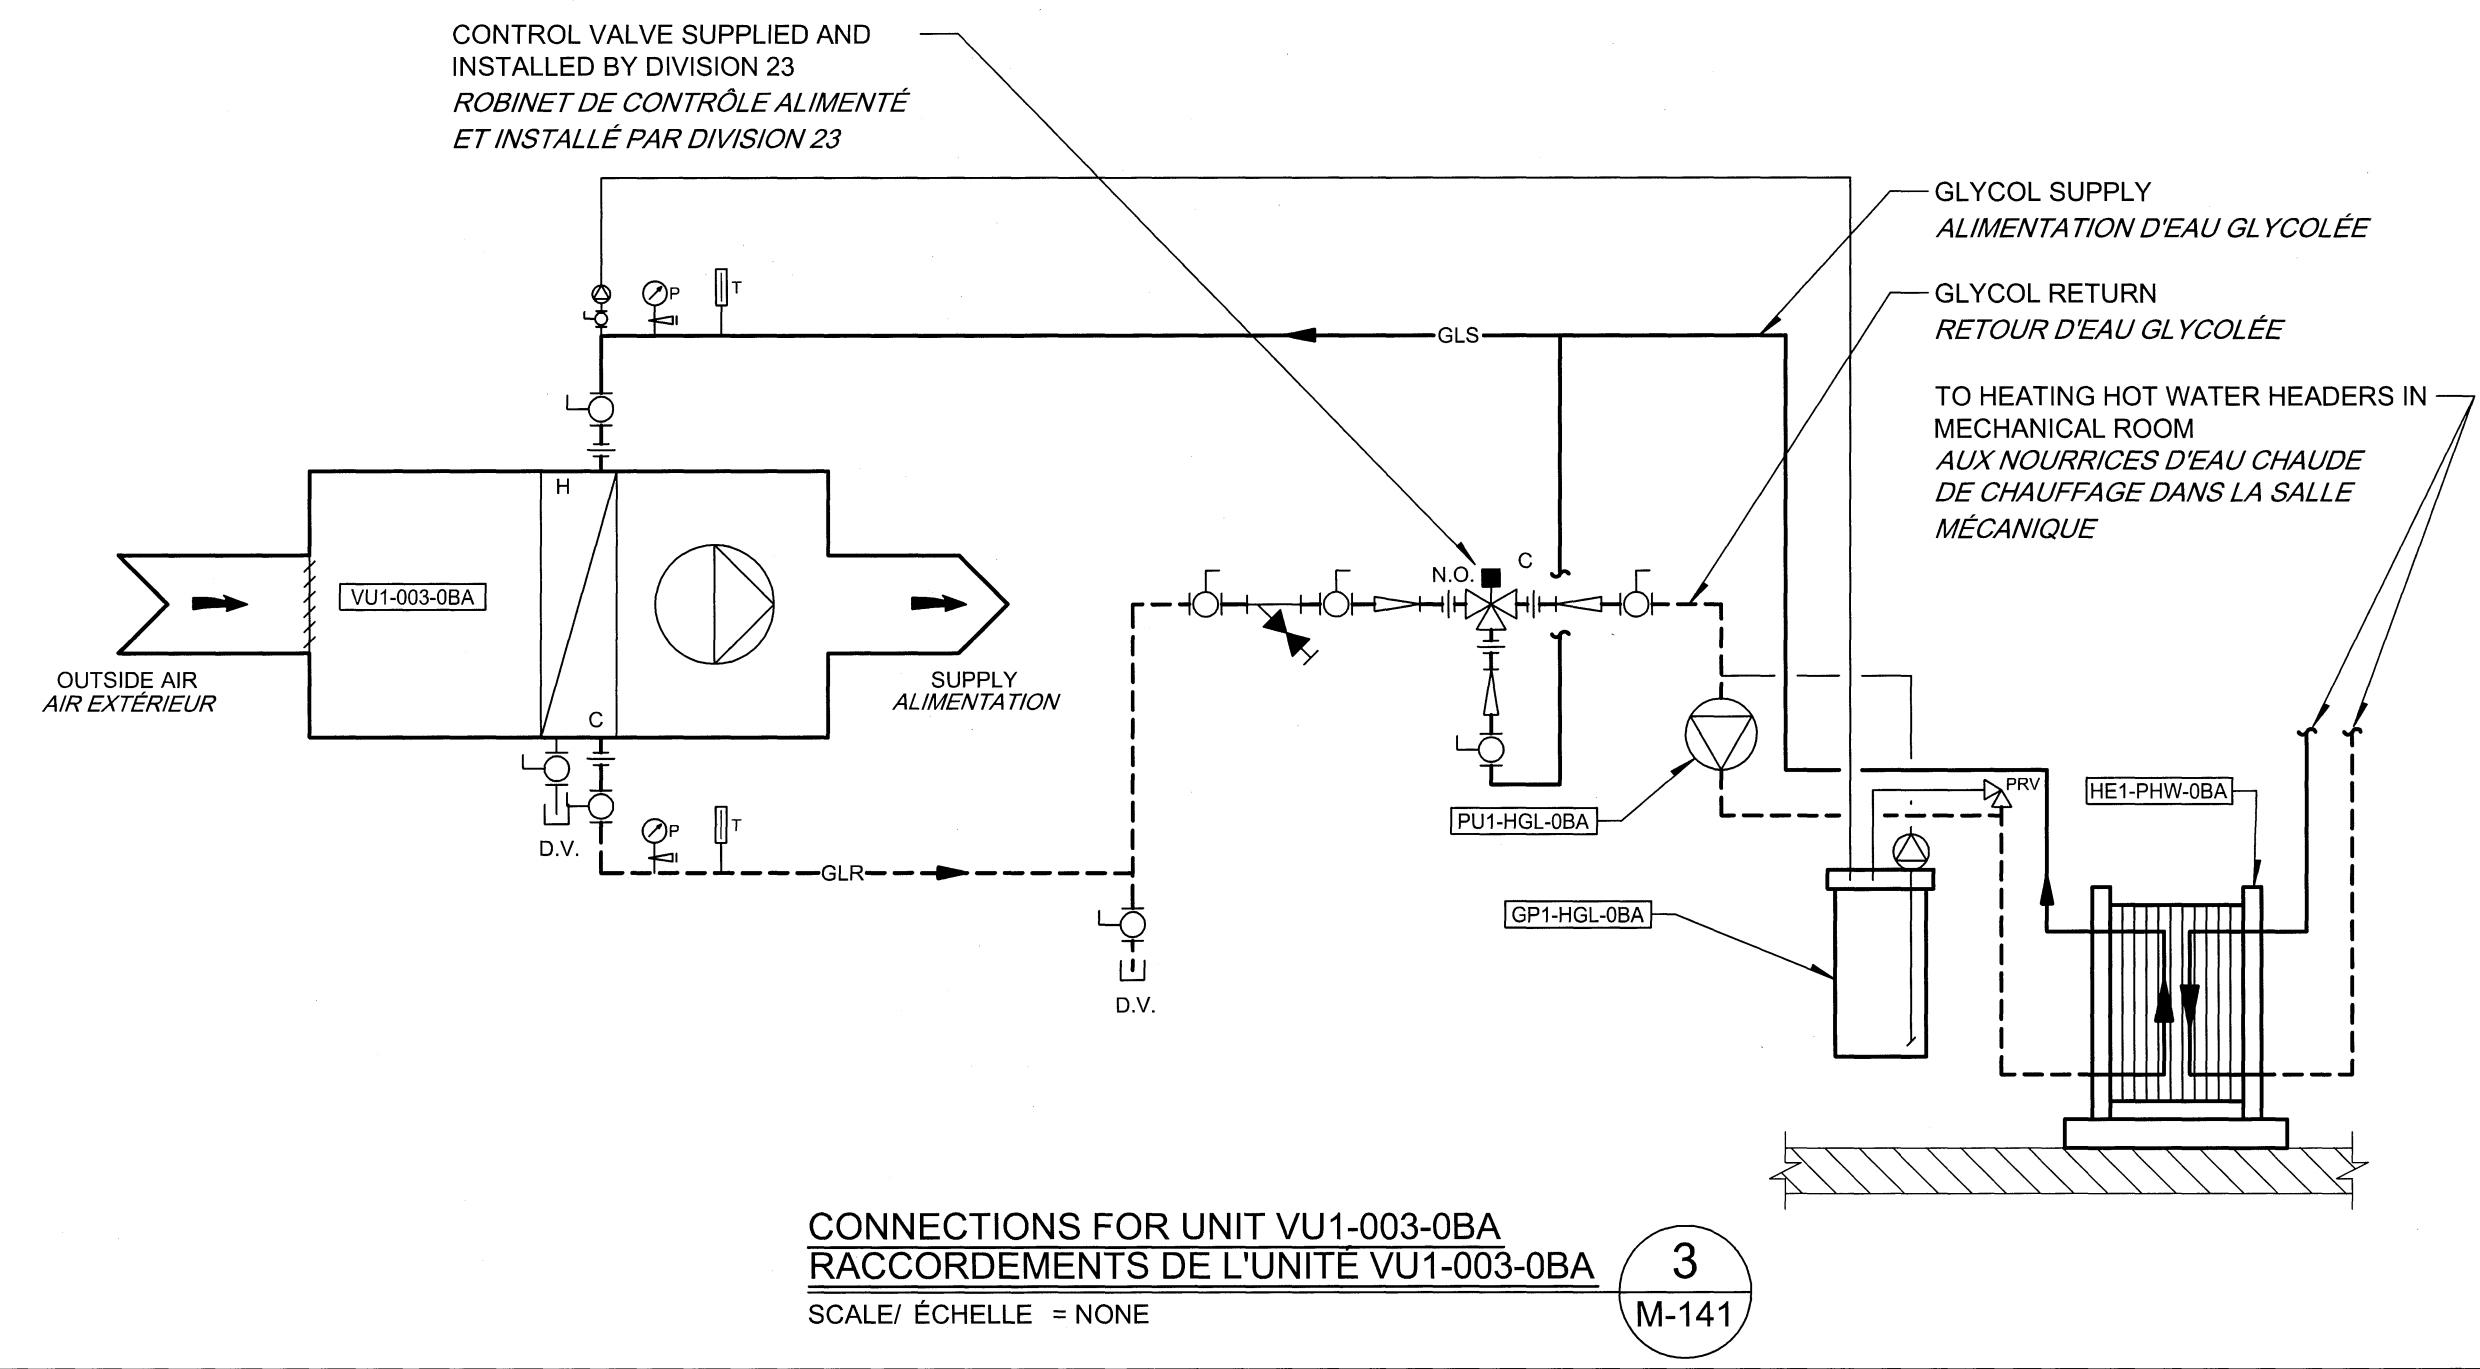 CONTROL VALVE SUPPLIED AND
INSTALLED BY DIVISION 23
ROBINET DE CONTRÔLE ALIMENTÉ
ET INSTALLÉ PAR DIVISION 23
GLYCOL SUPPLY
ALIMENTATION D'EAU GLYCOLÉE
GLYCOL RETURN
RETOUR D'EAU GLYCOLÉE
TO HEATING HOT WATER HEADERS IN
MECHANICAL ROOM
AUX NOURRICES D'EAU CHAUDE
DE CHAUFFAGE DANS LA SALLE
MÉCANIQUE
P
T
GLS
H
C
VU1-003-0BA
OUTSIDE AIR
AIR EXTÉRIEUR
SUPPLY
ALIMENTATION
N.O.
C
D.V.
P
T
GLR
D.V.
PU1-HGL-0BA
PRV
HE1-PHW-0BA
GP1-HGL-0BA
CONNECTIONS FOR UNIT VU1-003-0BA
RACCORDEMENTS DE L'UNITÉ VU1-003-0BA
SCALE/ ÉCHELLE = NONE
3
M-141